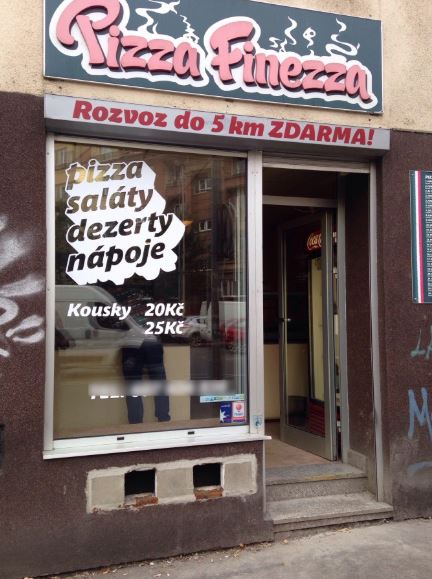 Pizza Finezza
Rozvoz do 5 km ZDARMA!
pizza
saláty
dezerty
nápoje
Kousky 20Kč
25Kč